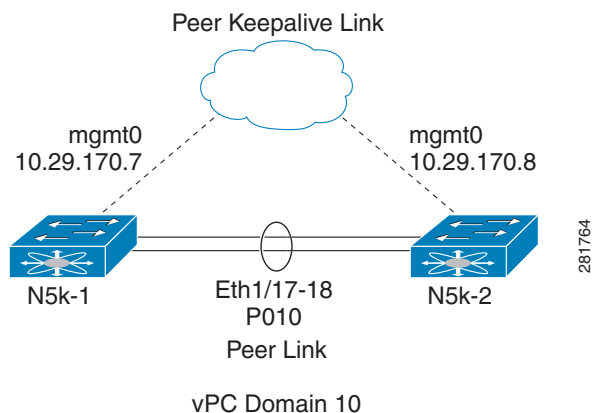 Peer Keepalive Link
mgmt0
10.29.170.7
mgmt0
10.29.170.8
N5k-1
Eth1/17-18
P010
Peer Link
N5k-2
281764
vPC Domain 10